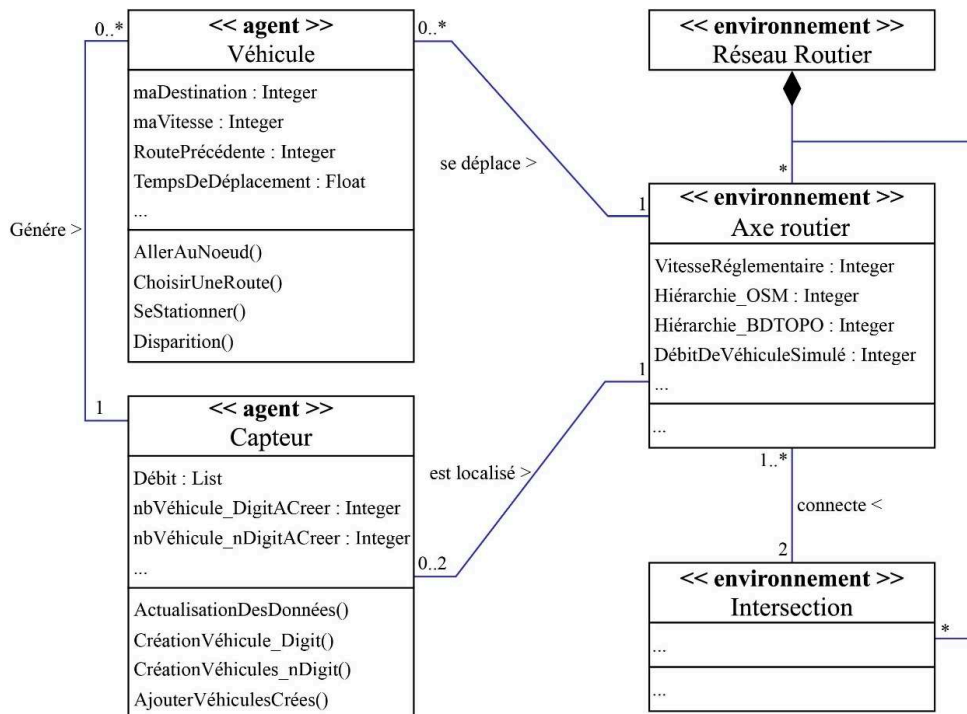 << agent >>
Véhicule
0..*
0..*
maDestination : Integer
maVitesse : Integer
RoutePrécédente : Integer
TempsDeDéplacement : Float
...
AllerAuNoeud()
ChoisirUneRoute()
SeStationner()
Disparition()
Génére >
1
<< agent >>
Capteur
Débit : List
nbVéhicule_DigitACreer : Integer
nbVéhicule_nDigitACreer : Integer
...
ActualisationDesDonnées()
CréationVéhicule_Digit()
CréationVéhicules_nDigit()
AjouterVéhiculesCrées()
se déplace >
1
est localisé >
1
0..2
<< environnement >>
Réseau Routier
*
<< environnement >>
Axe routier
VitesseRéglementaire : Integer
Hiérarchie_OSM : Integer
Hiérarchie_BDTOPO : Integer
DébitDeVéhiculeSimulé : Integer
...
...
1..*
connecte <
2
<< environnement >>
Intersection
*
...
...